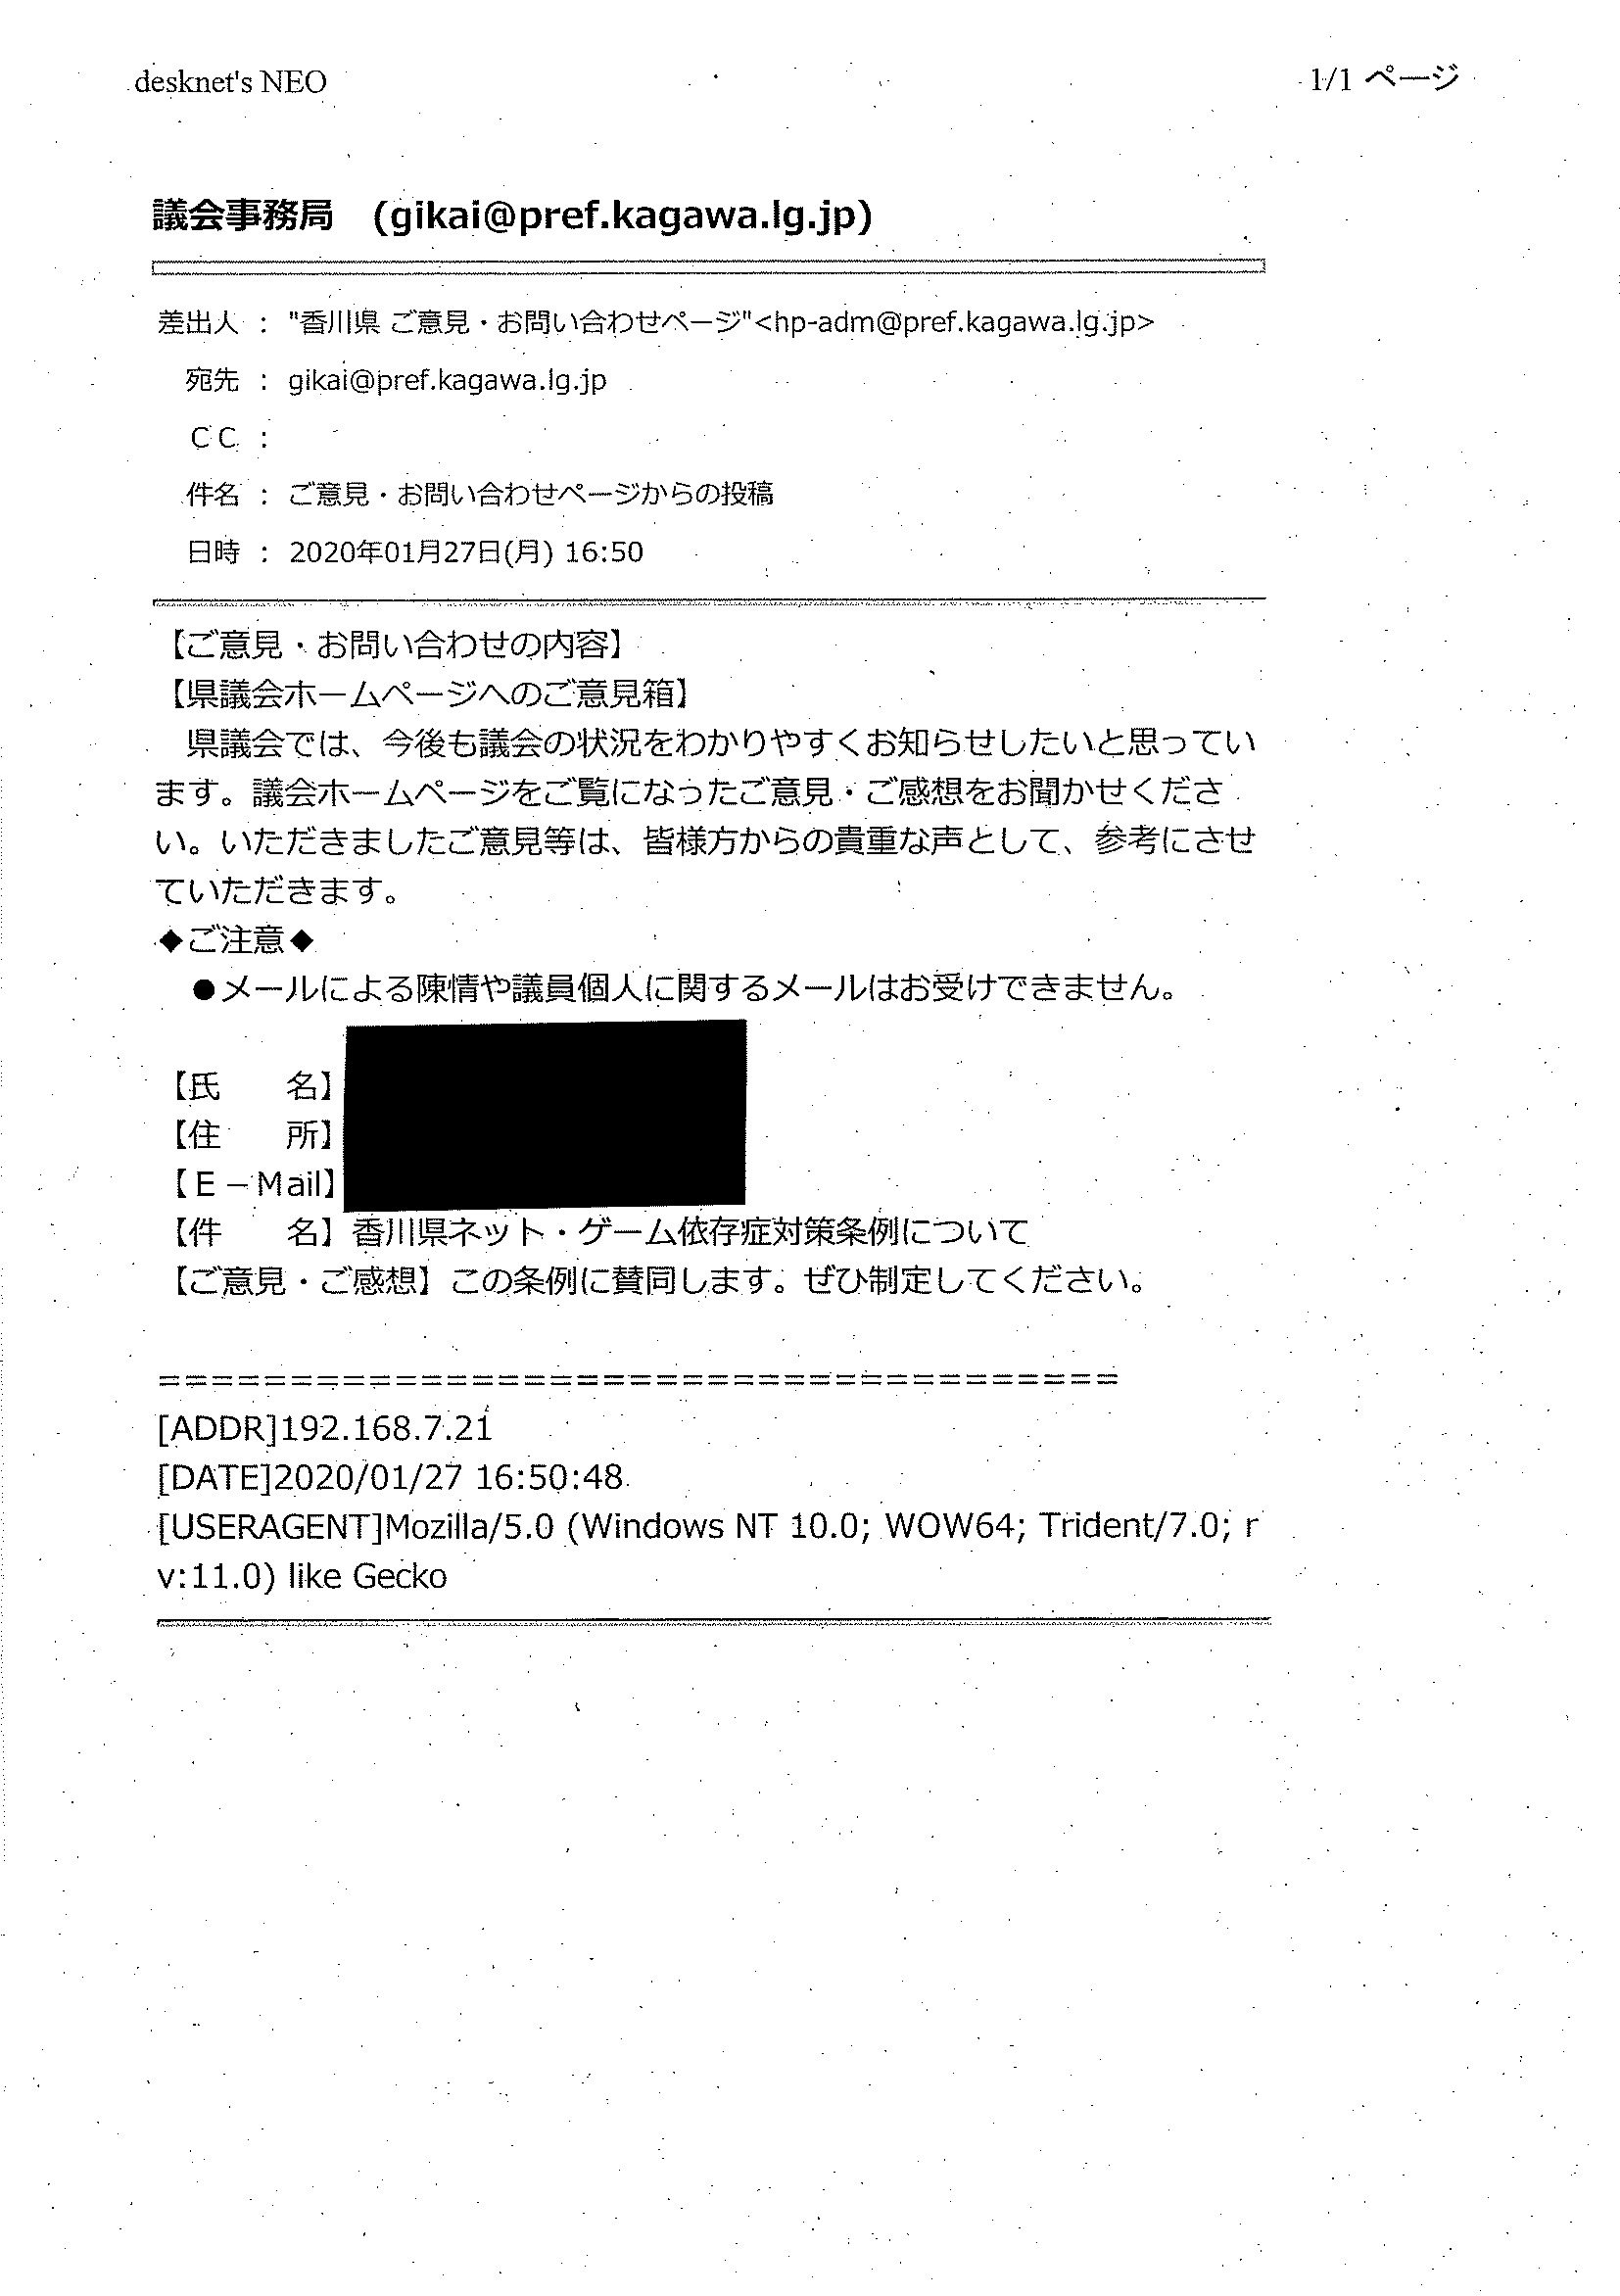 desknet's NEO
1/1 ページ
議会事務局　(gikai@pref.kagawa.lg.jp)
差出人 ： "香川県 ご意見・お問い合わせページ"<hp-adm@pref.kagawa.lg.jp>
宛先 ： gikai@pref.kagawa.lg.jp
ＣＣ ：
件名 ： ご意見・お問い合わせページからの投稿
日時 ： 2020年01月27日(月) 16:50
【ご意見・お問い合わせの内容】
【県議会ホームページへのご意見箱】
　県議会では、今後も議会の状況をわかりやすくお知らせしたいと思ってい
ます。議会ホームページをご覧になったご意見・ご感想をお聞かせくださ
い。いただきましたご意見等は、皆様方からの貴重な声として、参考にさせ
ていただきます。
◆ご注意◆
　●メールによる陳情や議員個人に関するメールはお受けできません。
【氏　　名】
【住　　所】
【Ｅ－Mail】
【件　　名】香川県ネット・ゲーム依存症対策条例について
【ご意見・ご感想】この条例に賛同します。ぜひ制定してください。
=====================================
[ADDR]192.168.7.21
[DATE]2020/01/27 16:50:48
[USERAGENT]Mozilla/5.0 (Windows NT 10.0; WOW64; Trident/7.0; r
v:11.0) like Gecko